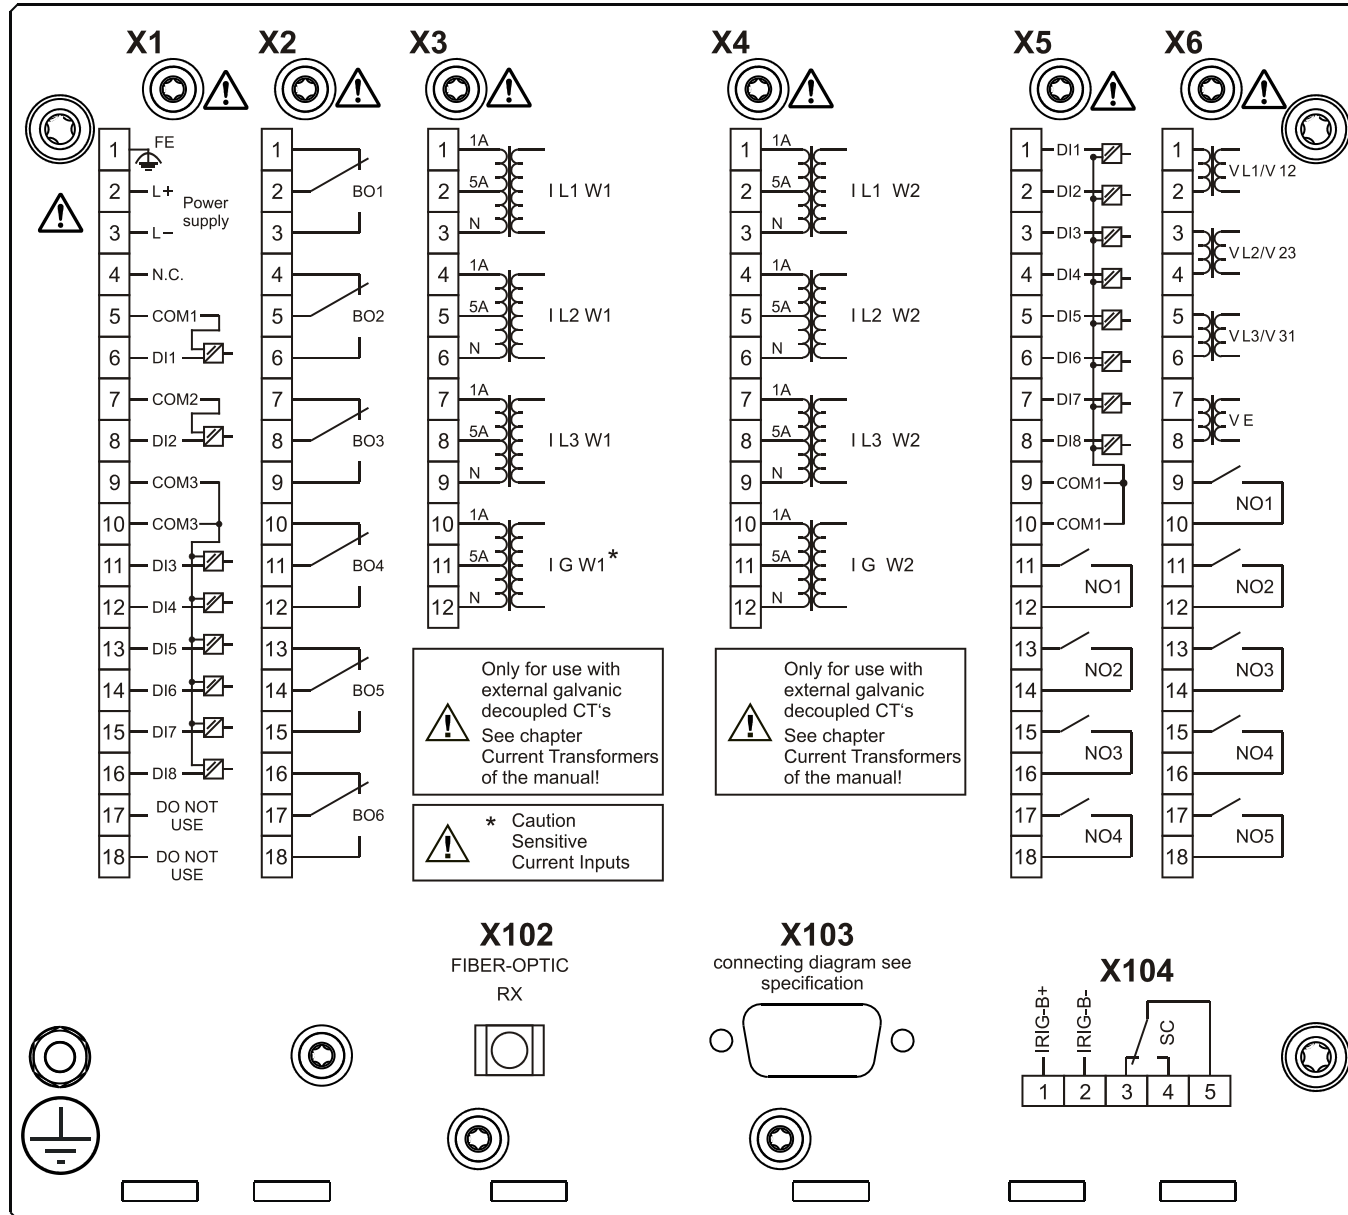 X1 X2 X3 X4 X5 X6
1 FE
2 L+
3 L–
Power
supply
4 N.C.
5 COM1
6 DI1
7 COM2
8 DI2
9 COM3
10 COM3
11 DI3
12 DI4
13 DI5
14 DI6
15 DI7
16 DI8
17 DO NOT
USE
18 DO NOT
USE
1
2 BO1
3
4
5 BO2
6
7
8 BO3
9
10
11 BO4
12
13
14 BO5
15
16
17 BO6
18
1 1A
2 5A I L1 W1
3 N
4 1A
5 5A I L2 W1
6 N
7 1A
8 5A I L3 W1
9 N
10 1A
11 5A I G W1*
12 N
Only for use with
external galvanic
decoupled CT‘s
See chapter
Current Transformers
of the manual!
* Caution
Sensitive
Current Inputs
1 1A
2 5A I L1 W2
3 N
4 1A
5 5A I L2 W2
6 N
7 1A
8 5A I L3 W2
9 N
10 1A
11 5A I G W2
12 N
Only for use with
external galvanic
decoupled CT‘s
See chapter
Current Transformers
of the manual!
1 DI1
2 DI2
3 DI3
4 DI4
5 DI5
6 DI6
7 DI7
8 DI8
9 COM1
10 COM1
11
NO1
12
13
NO2
14
15
NO3
16
17
NO4
18
1
V L1/V 12
2
3
V L2/V 23
4
5
V L3/V 31
6
7
V E
8
9
NO1
10
11
NO2
12
13
NO3
14
15
NO4
16
17
NO5
18
X102
FIBER-OPTIC
RX
X103
connecting diagram see
specification
X104
IRIG-B+
IRIG-B-
SC
1 2 3 4 5